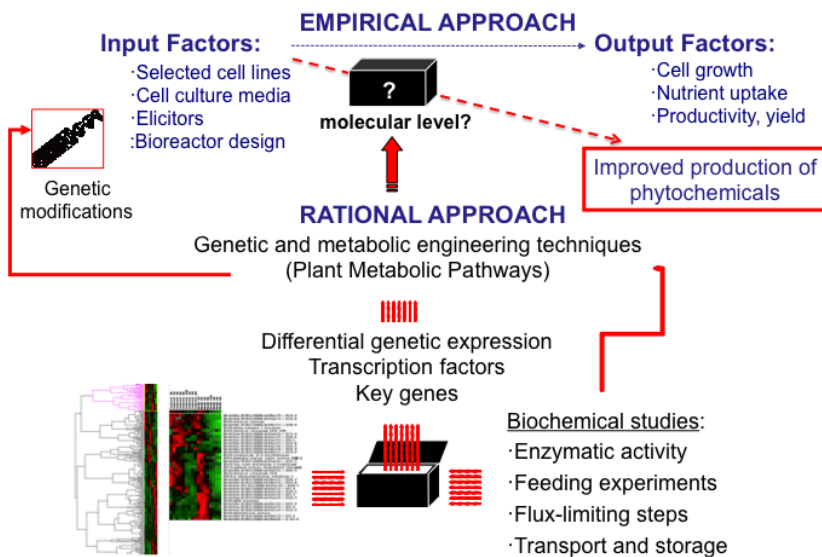 EMPIRICAL APPROACH
Input Factors:
·Selected cell lines
·Cell culture media
·Elicitors
:Bioreactor design
?
molecular level?
Output Factors:
·Cell growth
·Nutrient uptake
·Productivity, yield
Improved production of
phytochemicals
Genetic
modifications
RATIONAL APPROACH
Genetic and metabolic engineering techniques
(Plant Metabolic Pathways)
Differential genetic expression
Transcription factors
Key genes
Biochemical studies:
·Enzymatic activity
·Feeding experiments
·Flux-limiting steps
·Transport and storage